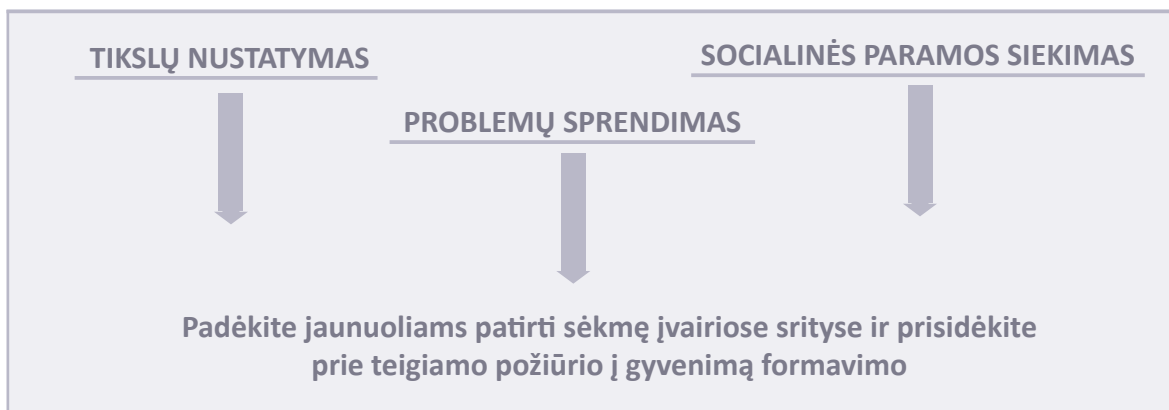 TIKSLŲ NUSTATYMAS
SOCIALINĖS PARAMOS SIEKIMAS
PROBLEMŲ SPRENDIMAS
Padėkite jaunuoliams patirti sėkmę įvairiose srityse ir prisidėkite
prie teigiamo požiūrio į gyvenimą formavimo